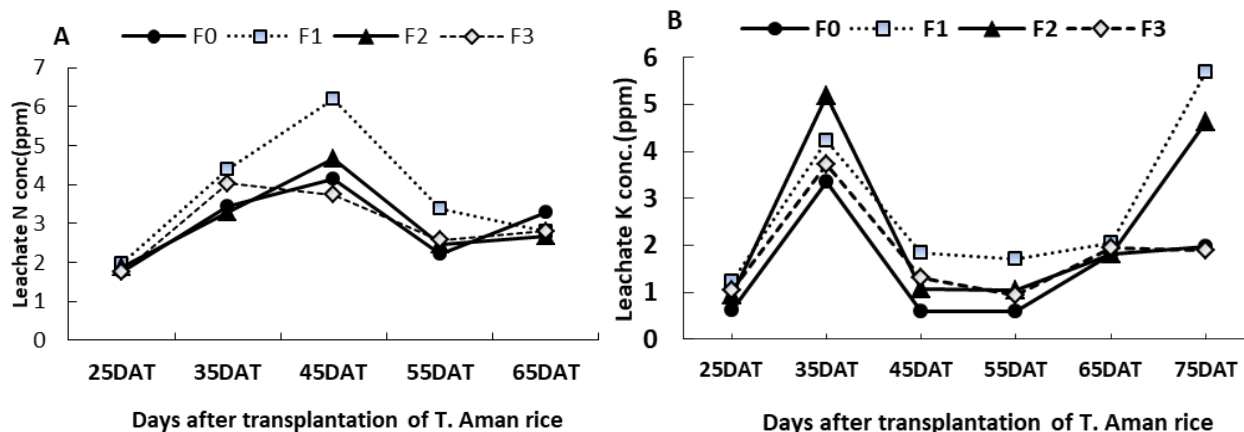 A
F0 F1 F2 F3
Leachate N conc(ppm)
7
6
5
4
3
2
1
0
25DAT 35DAT 45DAT 55DAT 65DAT
Days after transplantation of T. Aman rice
B
F0 F1 F2 F3
Leachate K conc.(ppm)
6
5
4
3
2
1
0
25DAT 35DAT 45DAT 55DAT 65DAT 75DAT
Days after transplantation of T. Aman rice